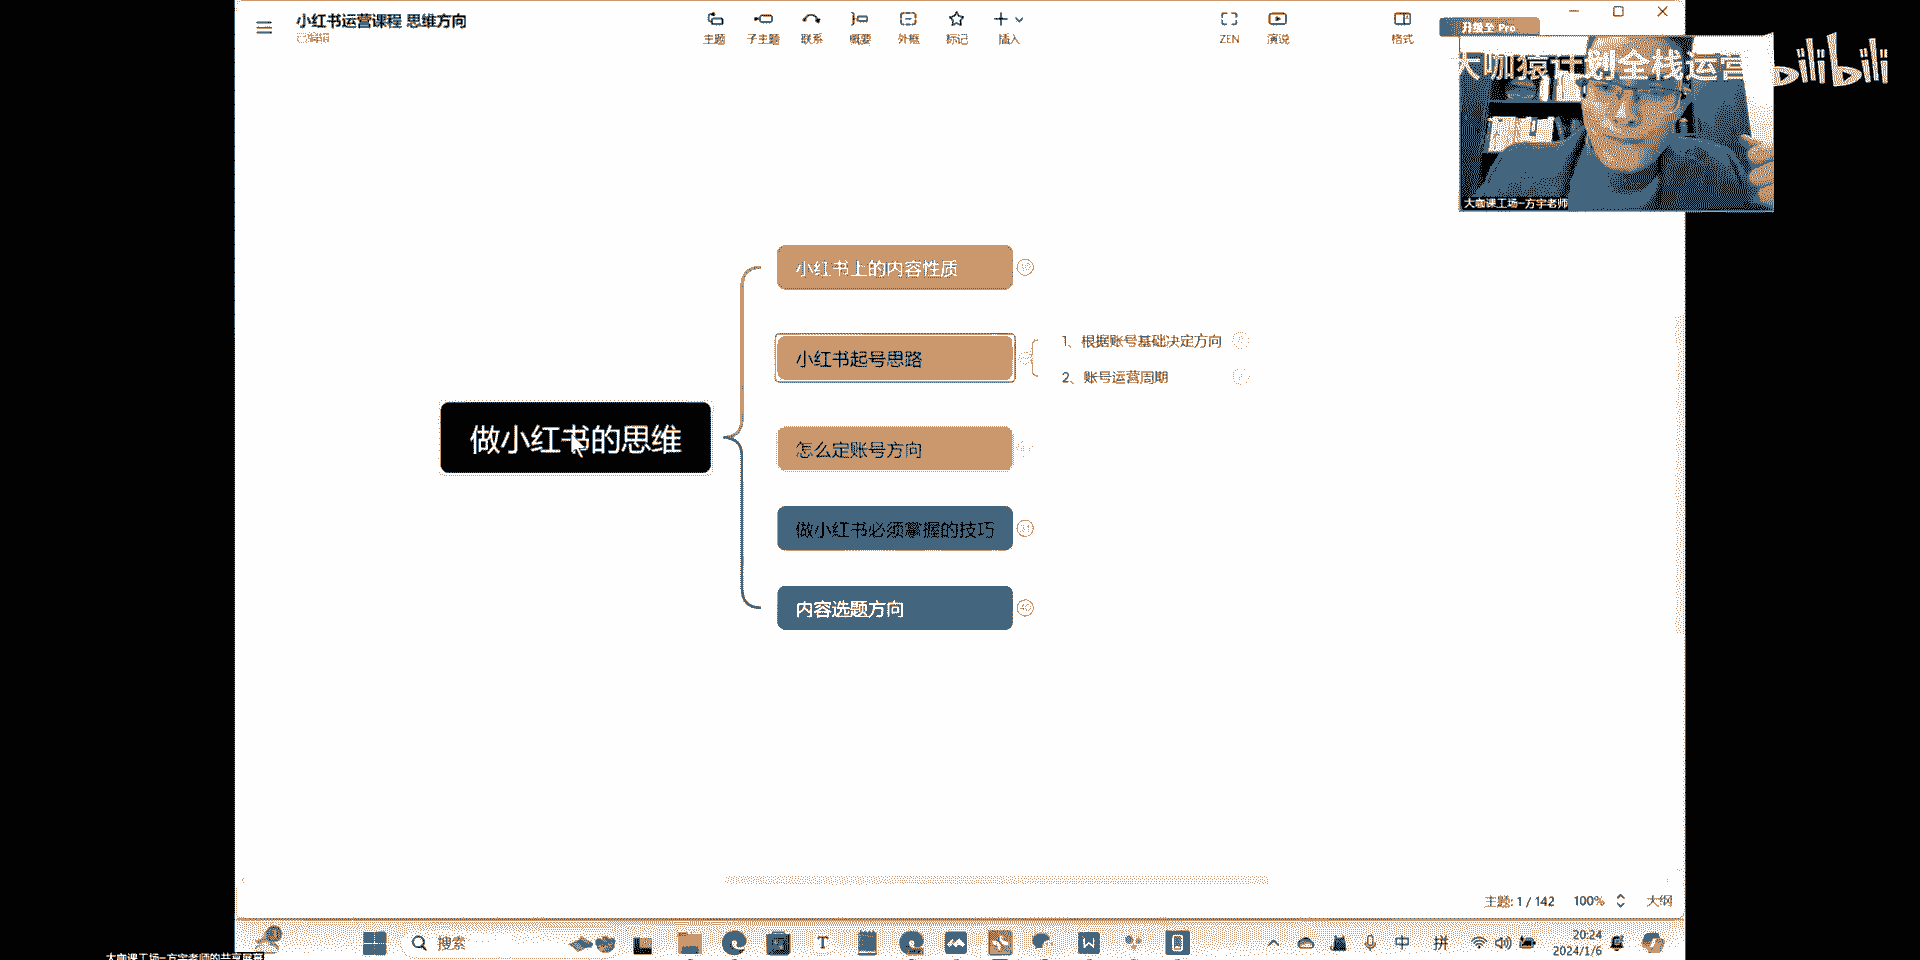 小红书运营课程 思维方向
已编辑
主题
子主题
联系
概要
外框
标记
插入
ZEN
演说
格式
升级至 Pro
大咖猿计划全栈运营
bilibili
大咖课工场-方宇老师
做小红书的思维
小红书上的内容性质
小红书起号思路
1、根据账号基础决定方向
2、账号运营周期
怎么定账号方向
做小红书必须掌握的技巧
内容选题方向
主题: 1 / 142
100%
大纲
搜索
中
拼
20:24
2024/1/6
大咖课工场-方宇老师的共享屏幕